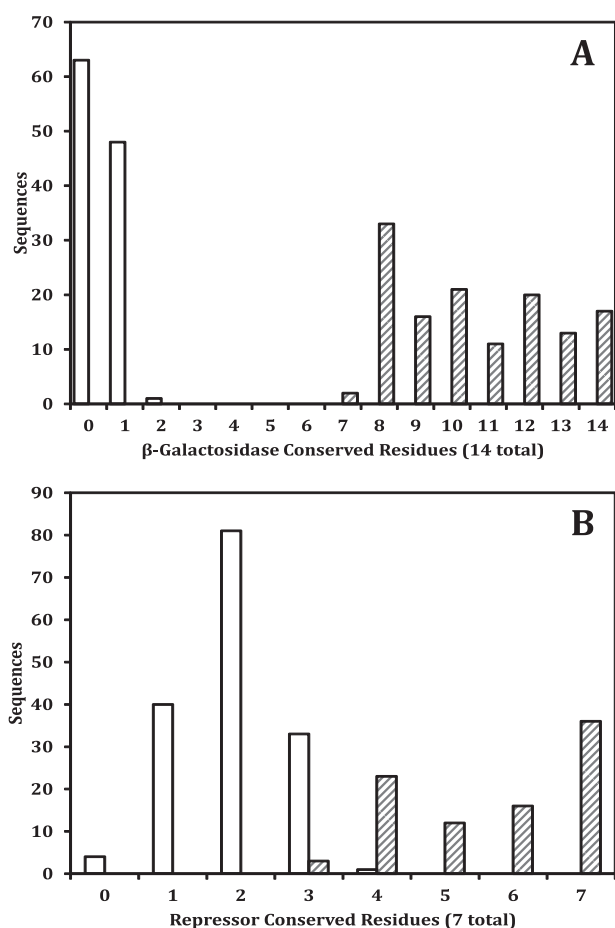 A
70
60
50
40
30
20
10
0
Sequences
0 1 2 3 4 5 6 7 8 9 10 11 12 13 14
β-Galactosidase Conserved Residues (14 total)
B
90
80
70
60
50
40
30
20
10
0
Sequences
0 1 2 3 4 5 6 7
Repressor Conserved Residues (7 total)